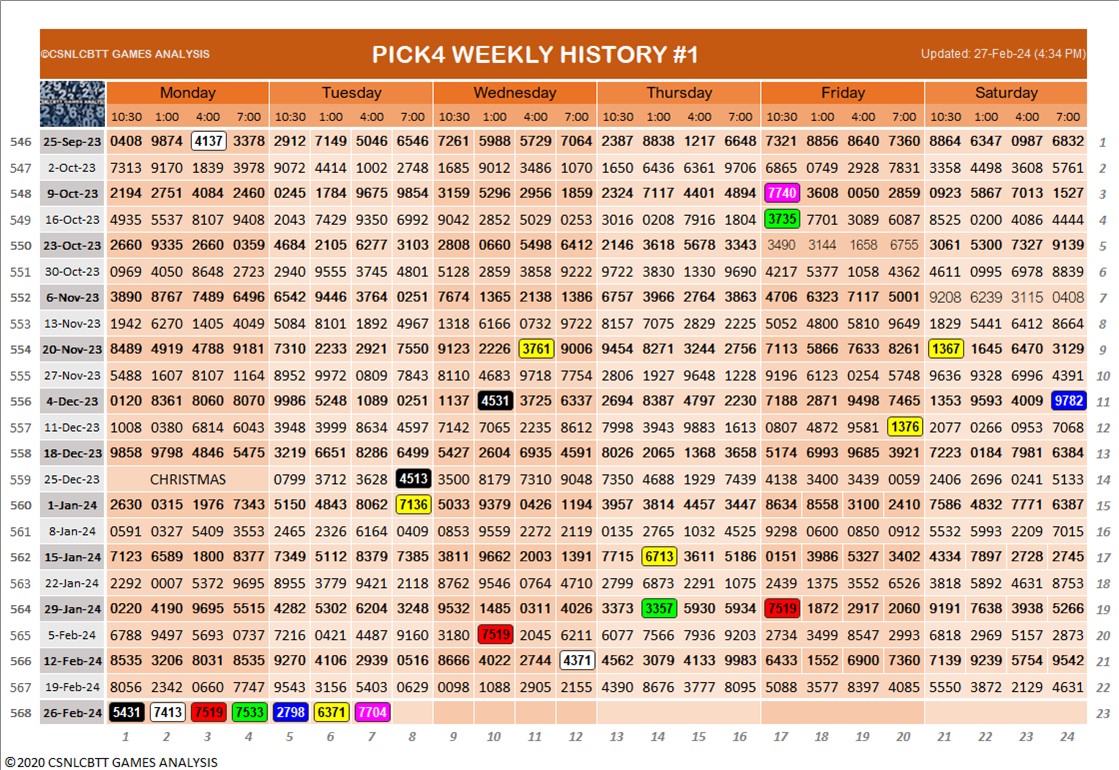 ©CSNLCBTT GAMES ANALYSIS PICK4 WEEKLY HISTORY #1 Updated: 27-Feb-24 (4:34 PM)
Monday Tuesday Wednesday Thursday Friday Saturday
10:30 1:00 4:00 7:00 10:30 1:00 4:00 8:00 10:30 1:00 4:00 7:00 10:30 1:00 4:00 7:00 10:30 1:00 4:00 7:00 10:30 1:00 4:00 7:00
546 25-Sep-23 0408 9874 4137 3378 2912 7149 5046 6546 7261 5988 5729 7064 2387 8838 1217 6648 7321 8856 8640 7360 8864 6347 0987 6832 1
547 2-Oct-23 7313 9170 1839 3978 9072 4414 1002 2748 1685 9012 3486 1070 1650 6436 6361 9706 6865 0749 2928 7831 3358 4498 3608 5761 2
548 9-Oct-23 2194 2751 4084 2460 0245 1784 9675 9854 3159 5296 2956 1859 2324 7117 4401 4894 7740 3608 0050 2859 0923 5867 7013 1527 3
549 16-Oct-23 4935 5537 8107 9408 2043 7429 9350 6992 9042 2852 5029 0253 3016 0208 7916 1804 3735 7701 3089 6087 8525 0200 4086 4444 4
550 23-Oct-23 2660 9335 2660 0359 4684 2105 6277 3103 2808 0660 5498 6412 2146 3618 5678 3343 3490 3144 1658 6755 3061 5300 7327 9139 5
551 30-Oct-23 0969 4050 8648 2723 2940 9555 3745 4801 5128 2859 3858 9222 9722 3830 1330 9690 4217 5377 1058 4362 4611 0995 6978 8839 6
552 6-Nov-23 3890 8767 7489 6496 6542 9446 3764 0251 7674 1365 2138 1386 6757 3966 2764 3863 4706 6323 7117 5001 9208 6239 3115 0408 7
553 13-Nov-23 1942 6270 1405 4049 5084 8101 1892 4967 1318 6166 0732 9722 8157 7075 2829 2225 5052 4800 5810 9649 1829 5441 6412 8664 8
554 20-Nov-23 8489 4919 4788 9181 7310 2233 2921 7550 9123 2226 3761 9006 9454 8271 3244 2756 7113 5866 7633 8261 1367 1645 6470 3129 9
555 27-Nov-23 5488 1607 8107 1164 8952 9972 0809 7843 8110 4683 9718 7754 2806 1927 9648 1228 9196 6123 0254 5748 9636 9328 6996 4391 10
556 4-Dec-23 0120 8361 8060 8070 9986 5248 1089 0251 1137 4531 3725 6337 2694 8387 4797 2230 7188 2871 9498 7465 1353 9593 4009 9782 11
557 11-Dec-23 1008 0380 6814 6043 3948 3999 8634 4597 7142 7065 2235 8612 7998 3943 9883 1613 0807 4872 9581 1376 2077 0266 0953 7068 12
558 18-Dec-23 9858 9798 4846 5475 3219 6651 8286 6499 5427 2604 6935 4591 8026 2065 1368 3658 5174 6993 9685 3921 7223 0184 7981 6384 13
559 25-Dec-23 CHRISTMAS 0799 3712 3628 4513 3500 8179 7310 9048 7350 4688 1929 7439 4138 3400 3439 0059 2406 2696 0241 5133 14
560 1-Jan-24 2630 0315 1976 7343 5150 4843 8062 7136 5033 9379 0426 1194 3957 3814 4457 3447 8634 8558 3100 2410 7586 4832 7771 6387 15
561 8-Jan-24 0591 0327 5409 3553 2465 2326 6164 0409 0853 9559 2272 2119 0135 2765 1032 4525 9298 0600 0850 0912 5532 5993 2209 7015 16
562 15-Jan-24 7123 6589 1800 8377 7349 5112 8379 7385 3811 9662 2003 1391 7715 6713 3611 5186 0151 3986 5327 3402 4334 7897 2728 2745 17
563 22-Jan-24 2292 0007 5372 9695 8955 3779 9421 2118 8762 9546 0764 4710 2799 6873 2291 1075 2439 1375 3552 6526 3818 5892 4631 8753 18
564 29-Jan-24 0220 4190 9695 5515 4282 5302 6204 3248 9532 1485 0311 4026 3373 3357 5930 5934 7519 1872 2917 2060 9191 7638 3938 5266 19
565 5-Feb-24 6788 9497 5693 0737 7216 0421 4487 9160 3180 7519 2045 6211 6077 7566 7936 9203 2734 3499 8547 2993 6818 2969 5157 2873 20
566 12-Feb-24 8535 3206 8031 8535 9270 4106 2939 0516 8666 4022 2744 4371 4562 3079 4133 9983 6433 1552 6900 7360 7139 9239 5754 9542 21
567 19-Feb-24 8056 2342 0660 7747 9543 3156 5403 0629 0098 1088 2905 2155 4390 8676 3777 8095 5088 3577 8397 4085 5550 3872 2129 4631 22
568 26-Feb-24 5431 7413 7519 7533 2798 6371 7704 23
1 2 3 4 5 6 7 8 9 10 11 12 13 14 15 16 17 18 19 20 21 22 23 24
©2020 CSNLCBTT GAMES ANALYSIS